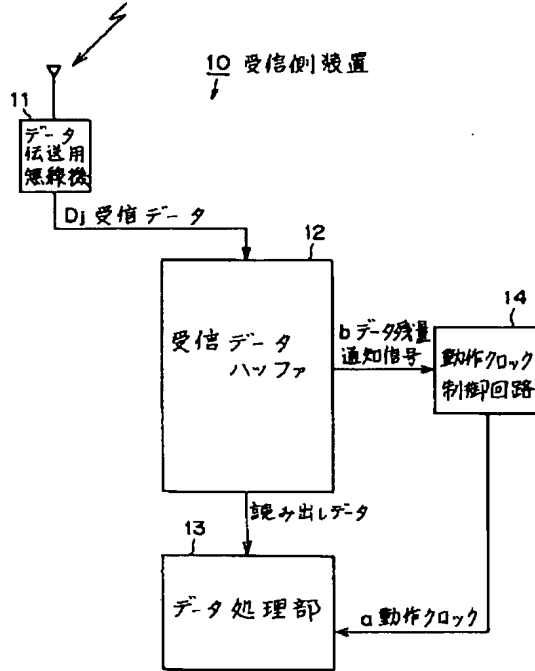 10 受信側装置
11
データ
伝送用
無線機
Dj 受信データ
12
受信データ
ハッファ
b データ残量
通知信号
14
動作クロック
制御回路
読み出しデータ
13
データ処理部
a 動作クロック